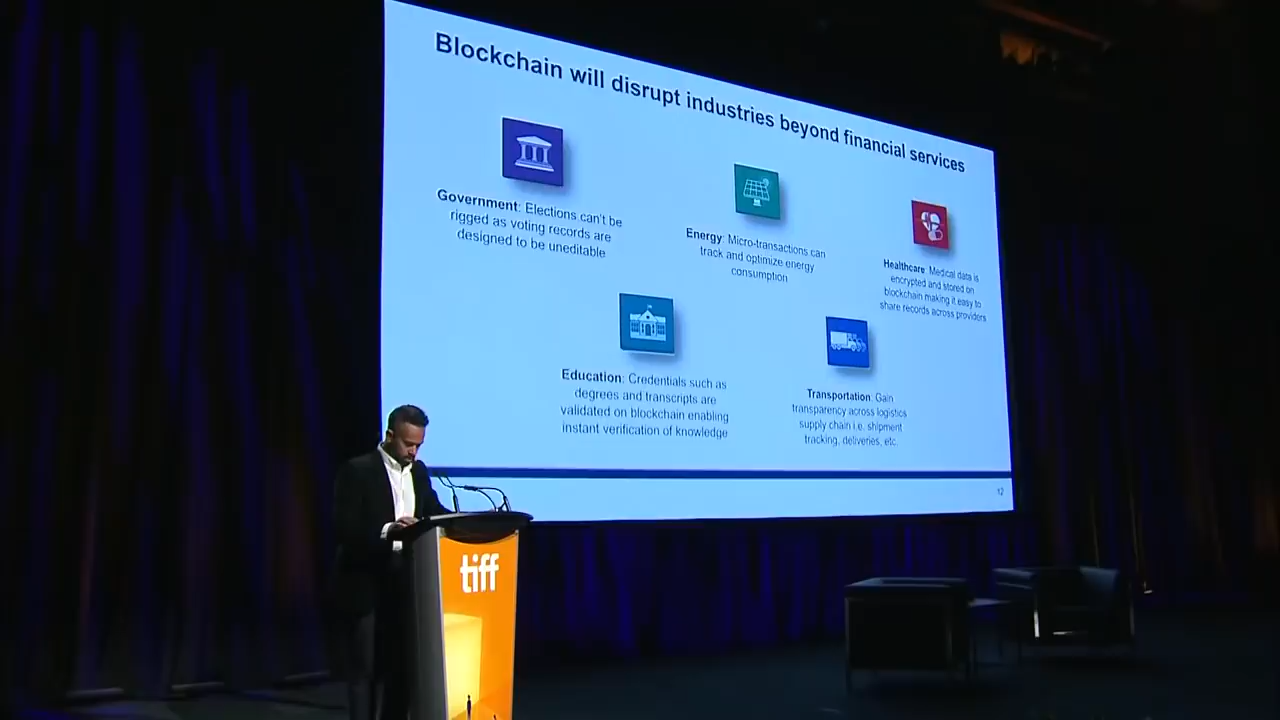 Blockchain will disrupt industries beyond financial services
Government: Elections can't be
rigged as voting records are
designed to be uneditable
Energy: Micro-transactions can
track and optimize energy
consumption
Healthcare: Medical data is
encrypted and stored on
blockchain making it easy to
share records across providers
Education: Credentials such as
degrees and transcripts are
validated on blockchain enabling
instant verification of knowledge
Transportation: Gain
transparency across logistics
supply chain i.e. shipment
tracking, deliveries, etc.
12
tiff